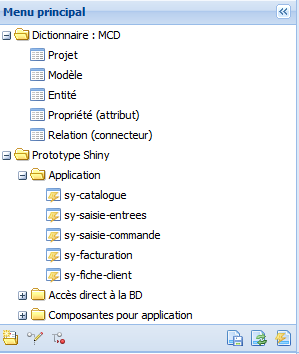 Menu principal
Dictionnaire : MCD
Projet
Modèle
Entité
Propriété (attribut)
Relation (connecteur)
Prototype Shiny
Application
sy-catalogue
sy-saisie-entrees
sy-saisie-commande
sy-facturation
sy-fiche-client
Accès direct à la BD
Composantes pour application